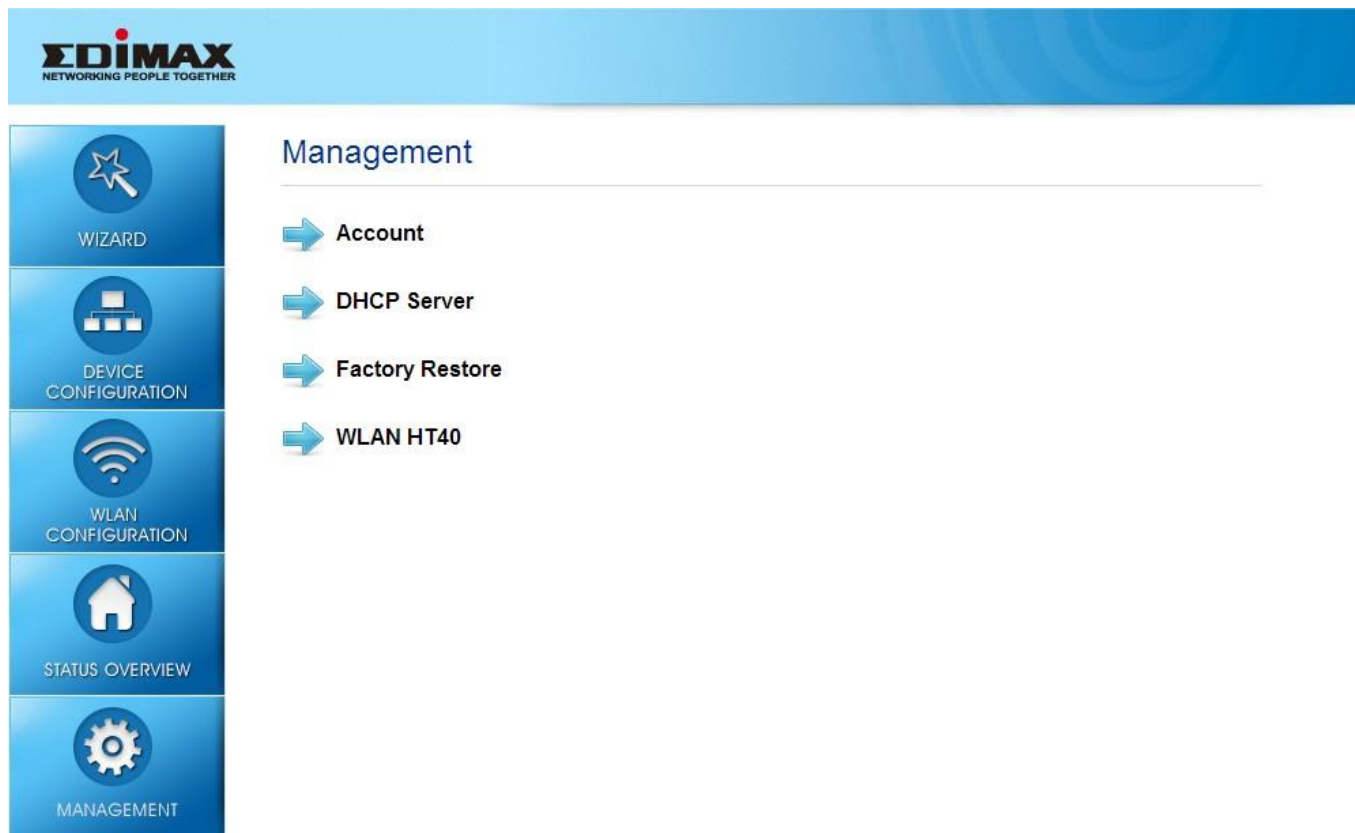 EDIMAX
NETWORKING PEOPLE TOGETHER
WIZARD
DEVICE
CONFIGURATION
WLAN
CONFIGURATION
STATUS OVERVIEW
MANAGEMENT
Management
Account
DHCP Server
Factory Restore
WLAN HT40